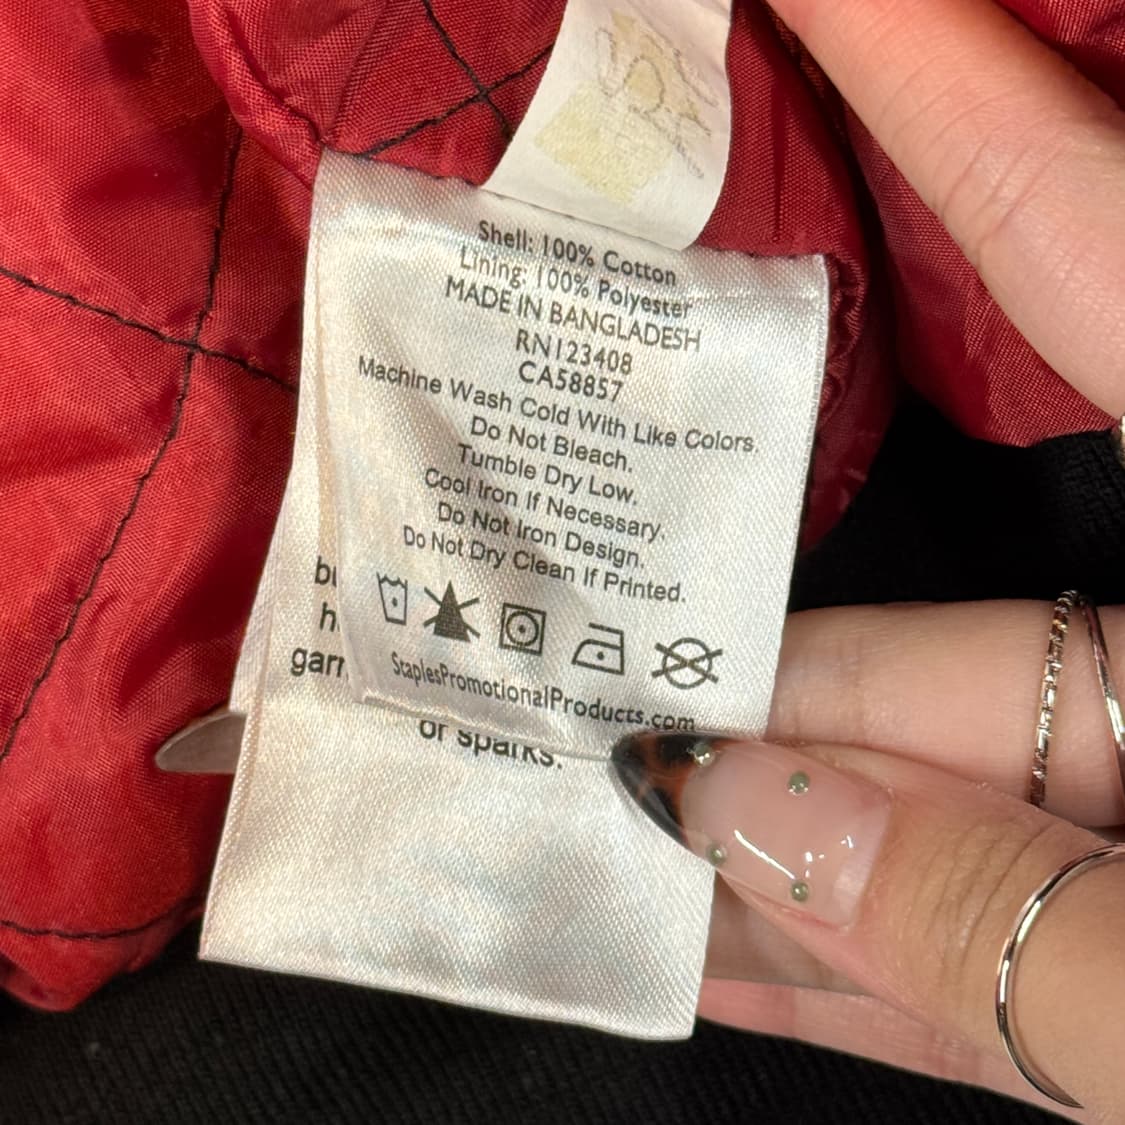 Shell: 100% Cotton
Lining: 100% Polyester
MADE IN BANGLADESH
RN123408
CA58857
Machine Wash Cold With Like Colors.
Do Not Bleach.
Tumble Dry Low.
Cool Iron If Necessary.
Do Not Iron Design.
Do Not Dry Clean If Printed.
StaplesPromotionalProducts.com
or sparks.